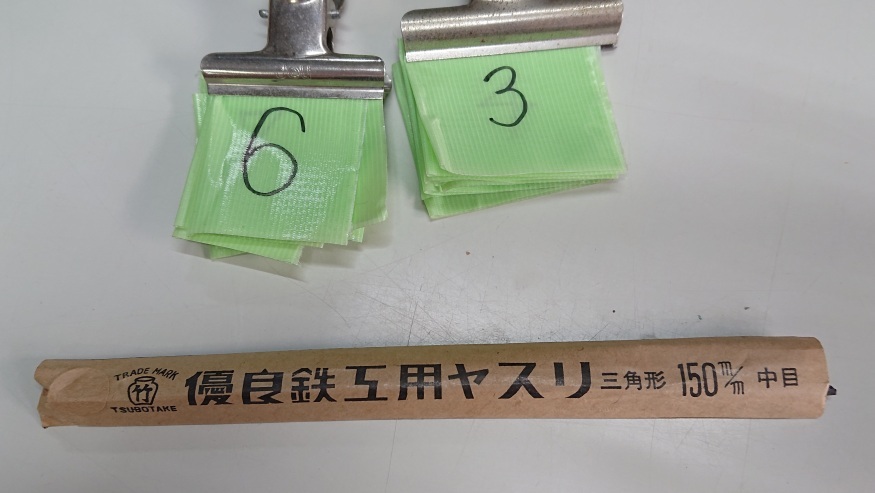 6
3
TRADE MARK
竹
TSUBOTAKE
優良鉄工用ヤスリ 三角形 150m/m 中目